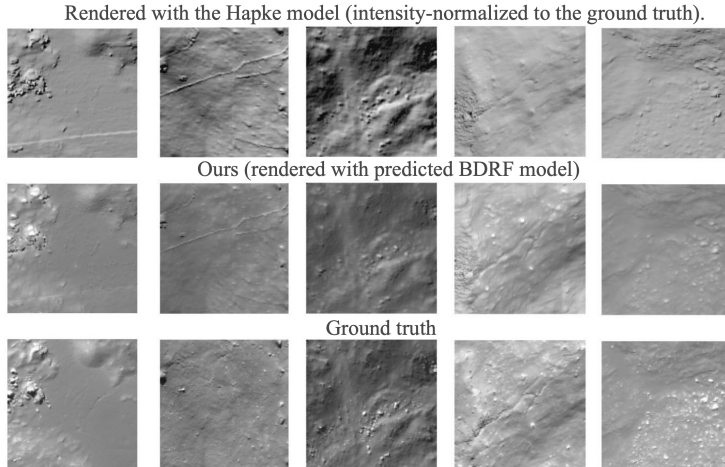 Rendered with the Hapke model (intensity-normalized to the ground truth).
Ours (rendered with predicted BDRF model)
Ground truth